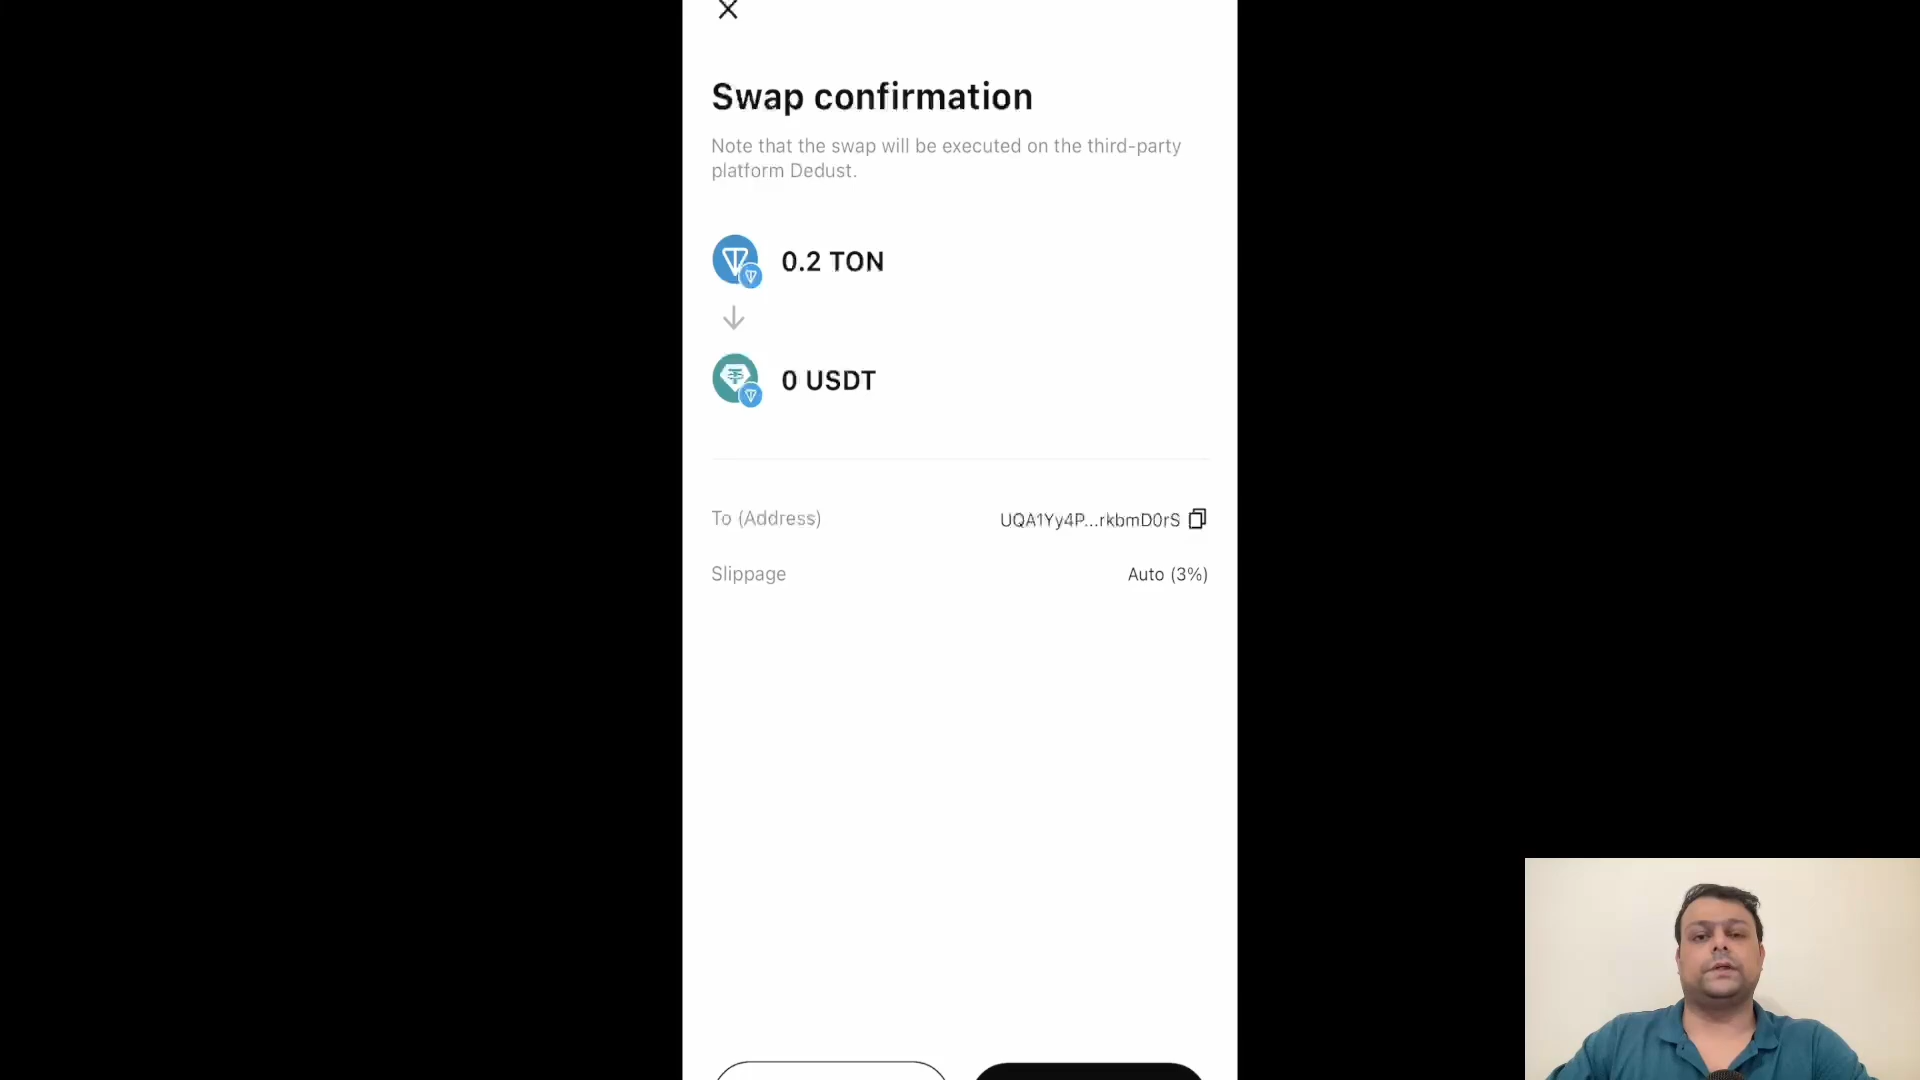 Swap confirmation
Note that the swap will be executed on the third-party
platform Dedust.
0.2 TON
0 USDT
To (Address)
UQA1Yy4P...rkbmD0rS
Slippage
Auto (3%)